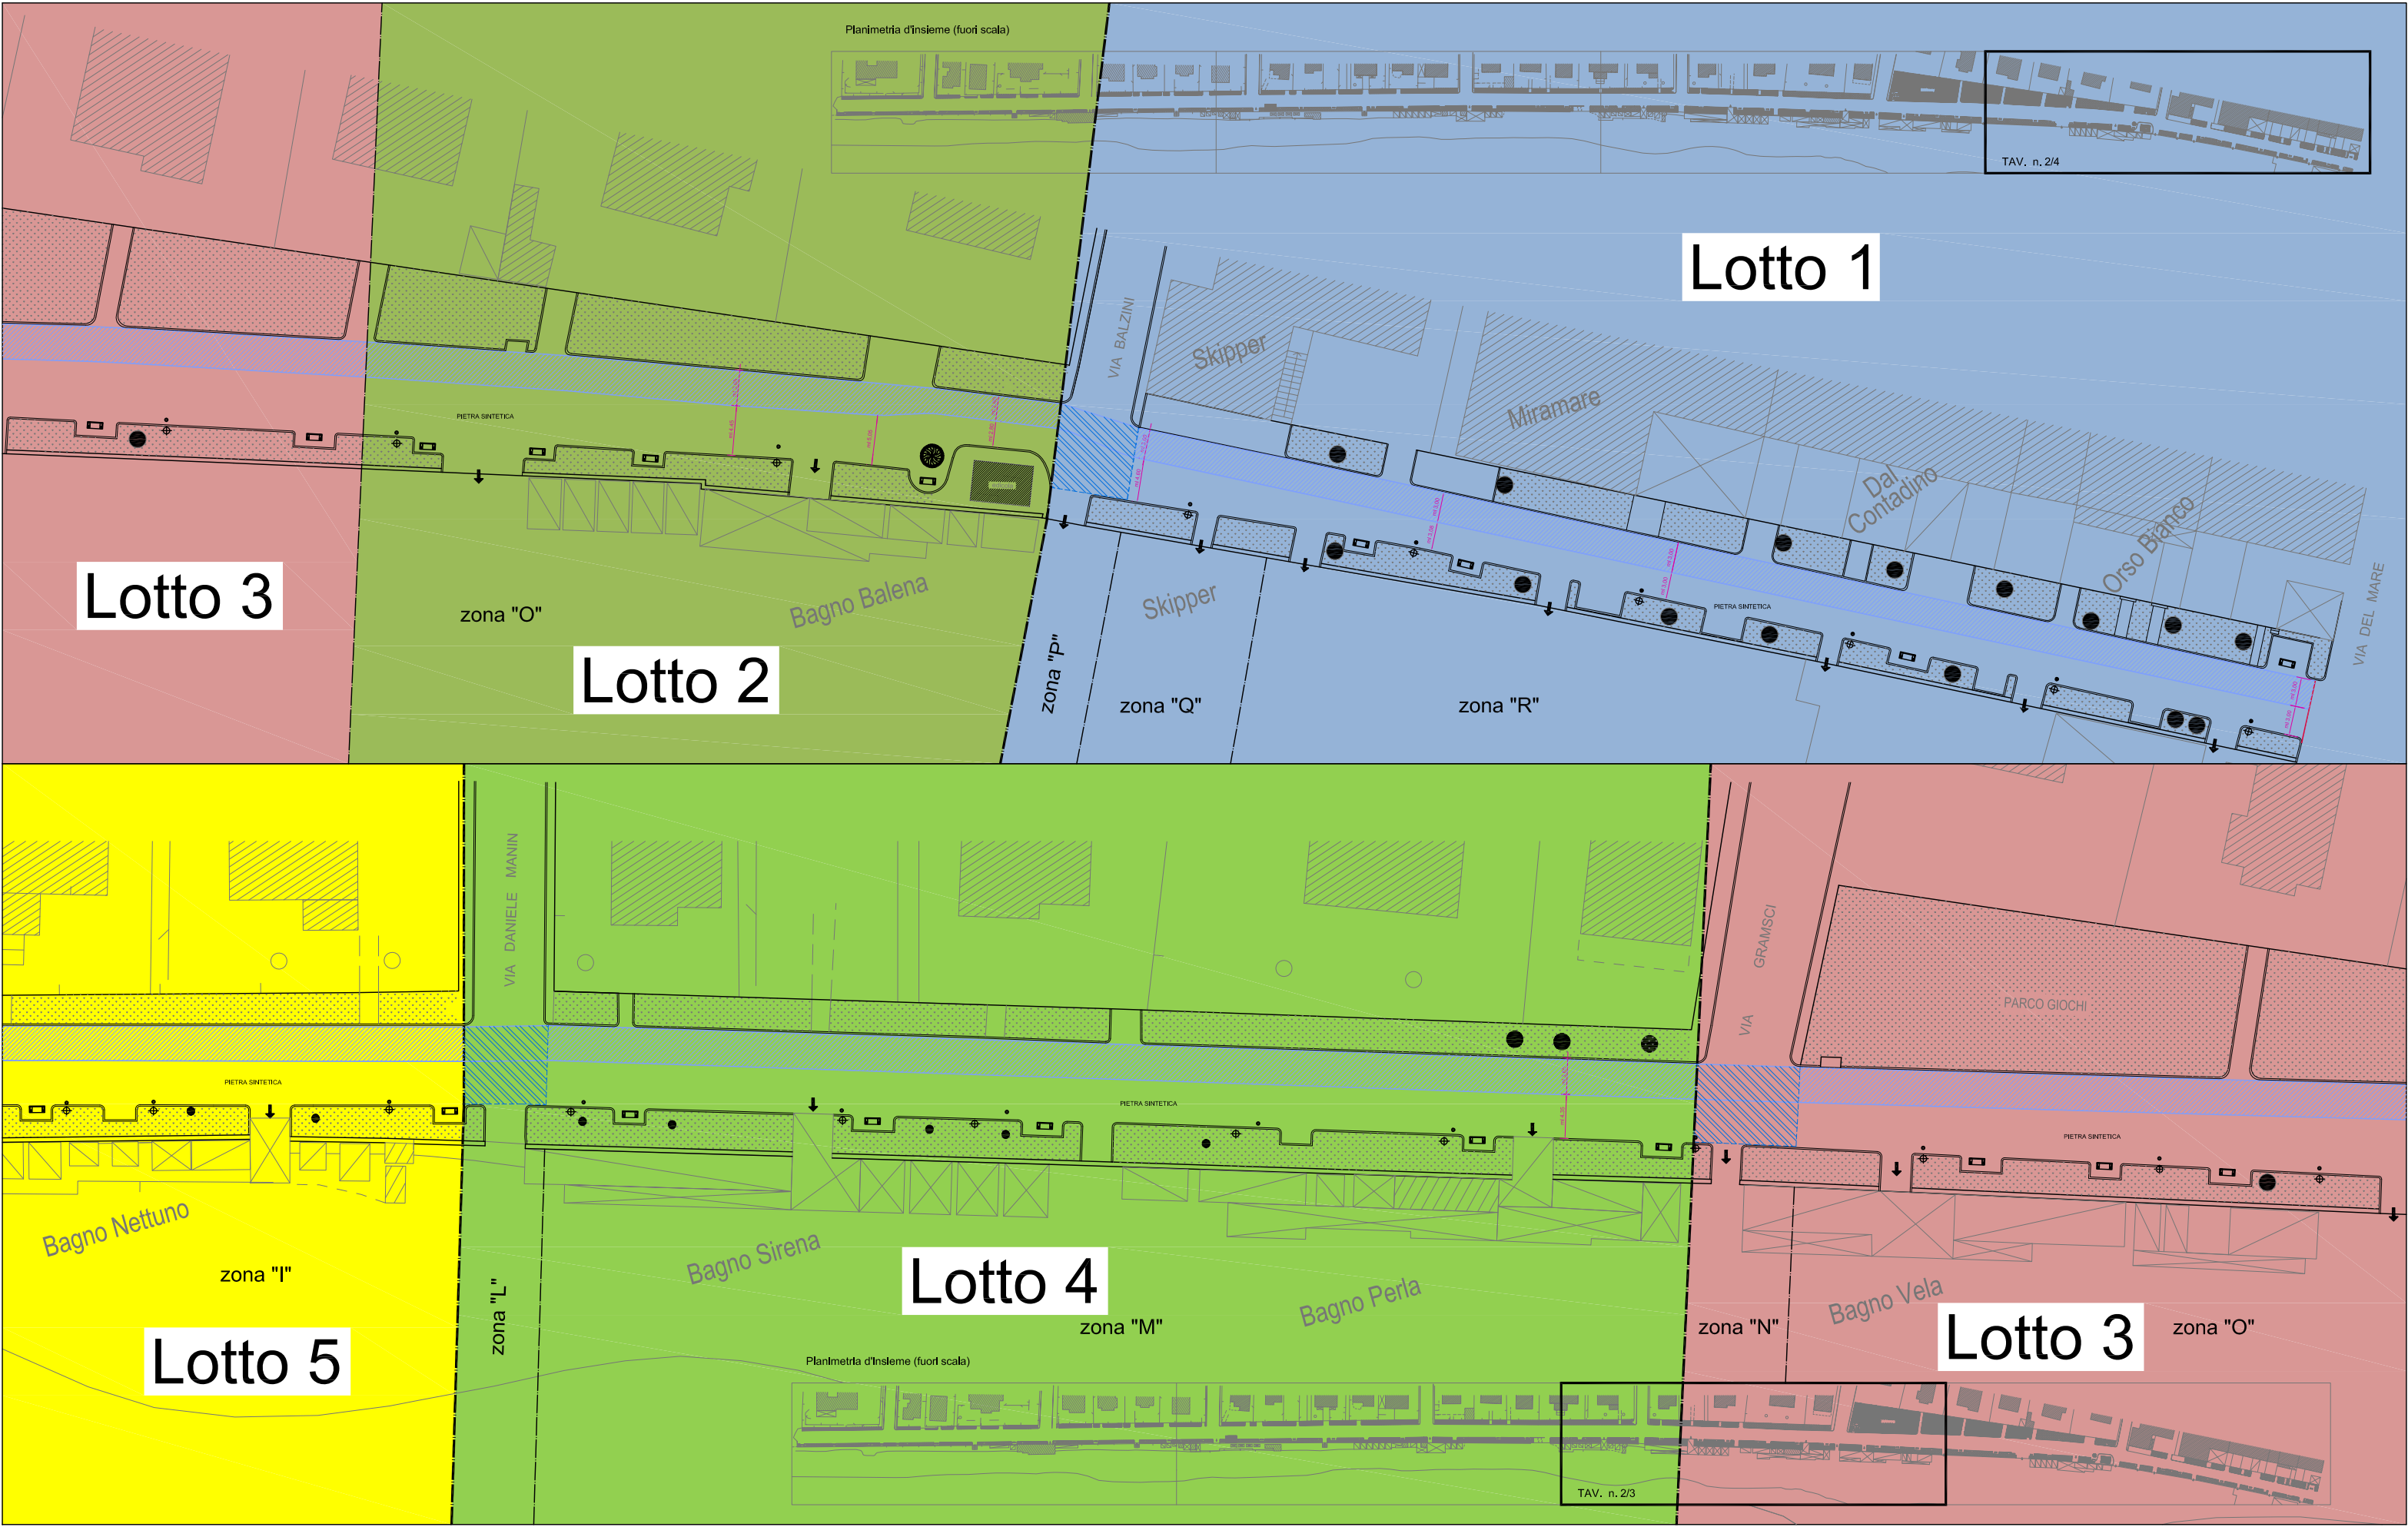 Planimetria d'insieme (fuori scala)
TAV. n. 2/4
Lotto 1
VIA BALZINI
Skipper
Miramare
Dal
Contadino
Orso Bianco
VIA DEL MARE
PIETRA SINTETICA
PIETRA SINTETICA
Lotto 3
zona "O"
Bagno Balena
Lotto 2
zona "P"
Skipper
zona "Q"
zona "R"
VIA DANIELE MANIN
VIA GRAMSCI
PARCO GIOCHI
PIETRA SINTETICA
PIETRA SINTETICA
PIETRA SINTETICA
Bagno Nettuno
zona "I"
Lotto 5
zona "L"
Bagno Sirena
Lotto 4
zona "M"
Bagno Perla
zona "N"
Bagno Vela
Lotto 3
zona "O"
Planimetria d'insieme (fuori scala)
TAV. n. 2/3